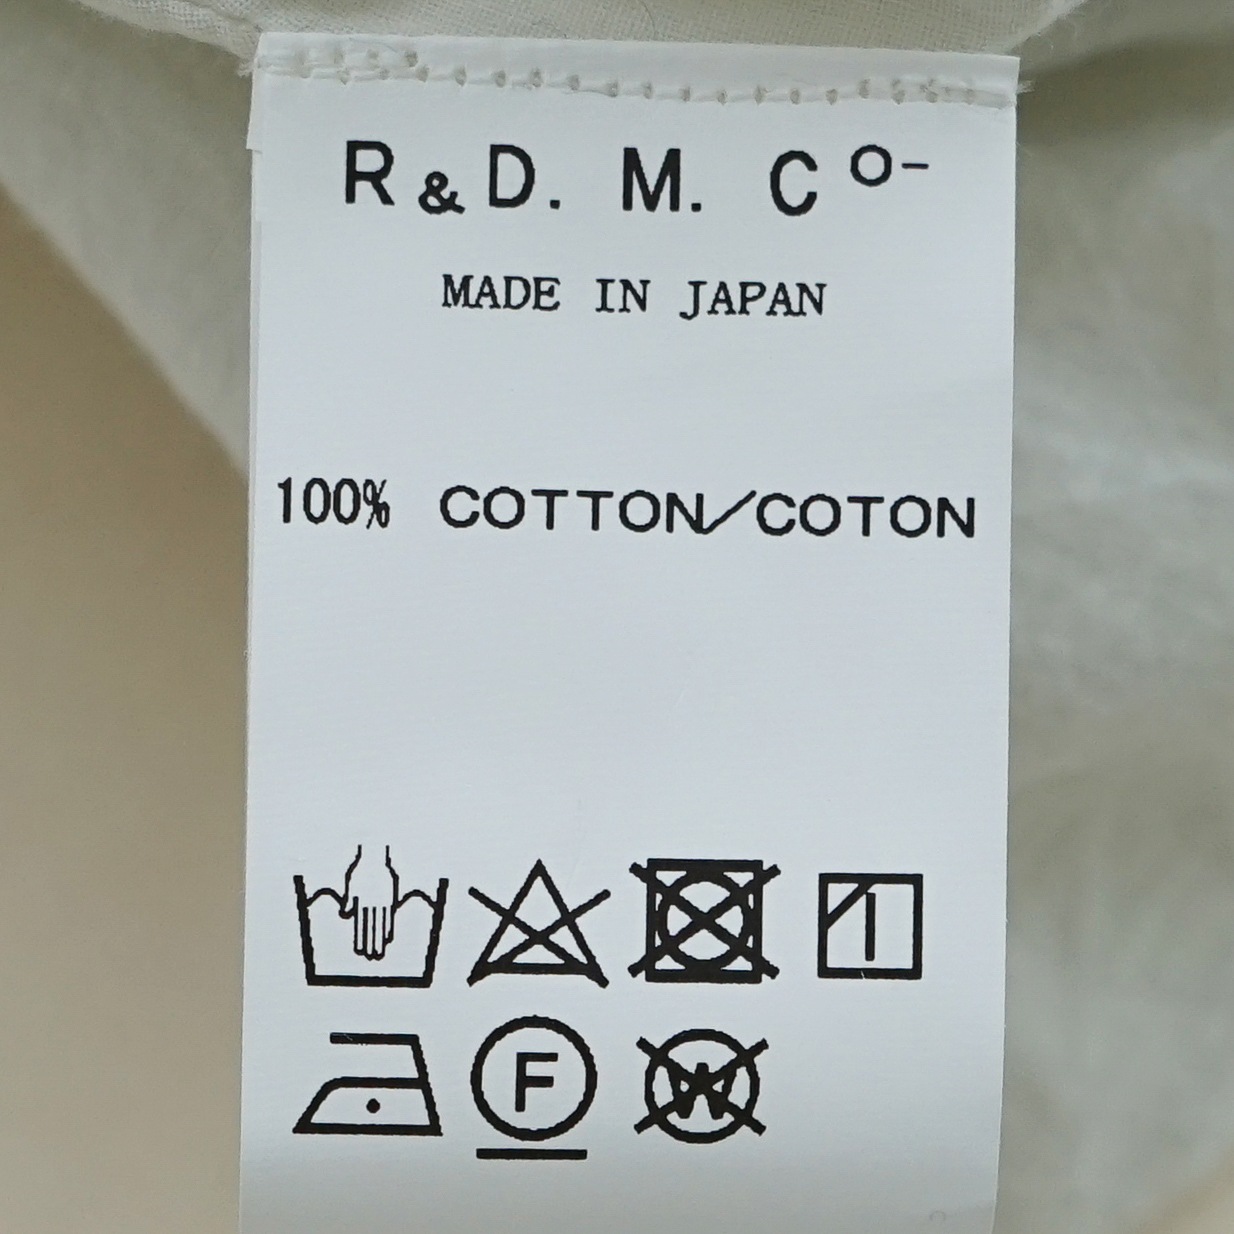 R&D. M. Co-
MADE IN JAPAN
100% COTTON/COTON
F
W